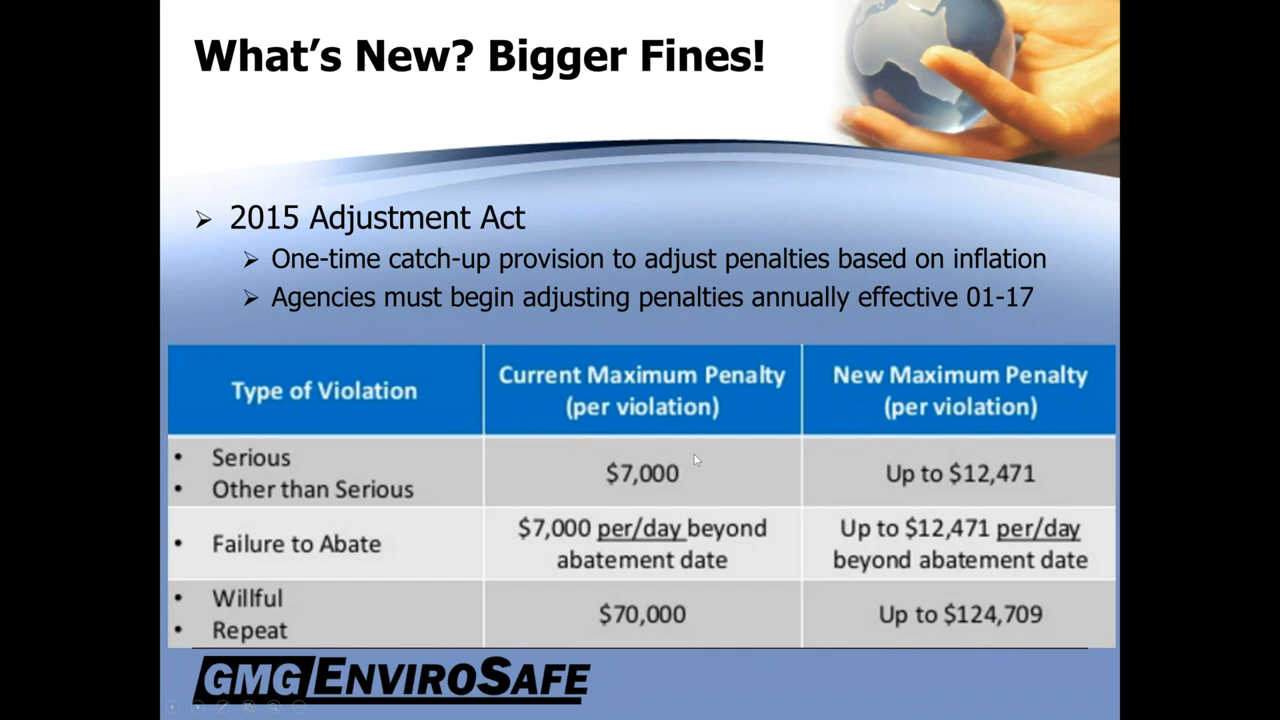 What's New? Bigger Fines!
2015 Adjustment Act
One-time catch-up provision to adjust penalties based on inflation
Agencies must begin adjusting penalties annually effective 01-17
Type of Violation
Current Maximum Penalty
(per violation)
New Maximum Penalty
(per violation)
• Serious
• Other than Serious
$7,000
Up to $12,471
• Failure to Abate
$7,000 per/day beyond
abatement date
Up to $12,471 per/day
beyond abatement date
• Willful
• Repeat
$70,000
Up to $124,709
GMG ENVIROSAFE